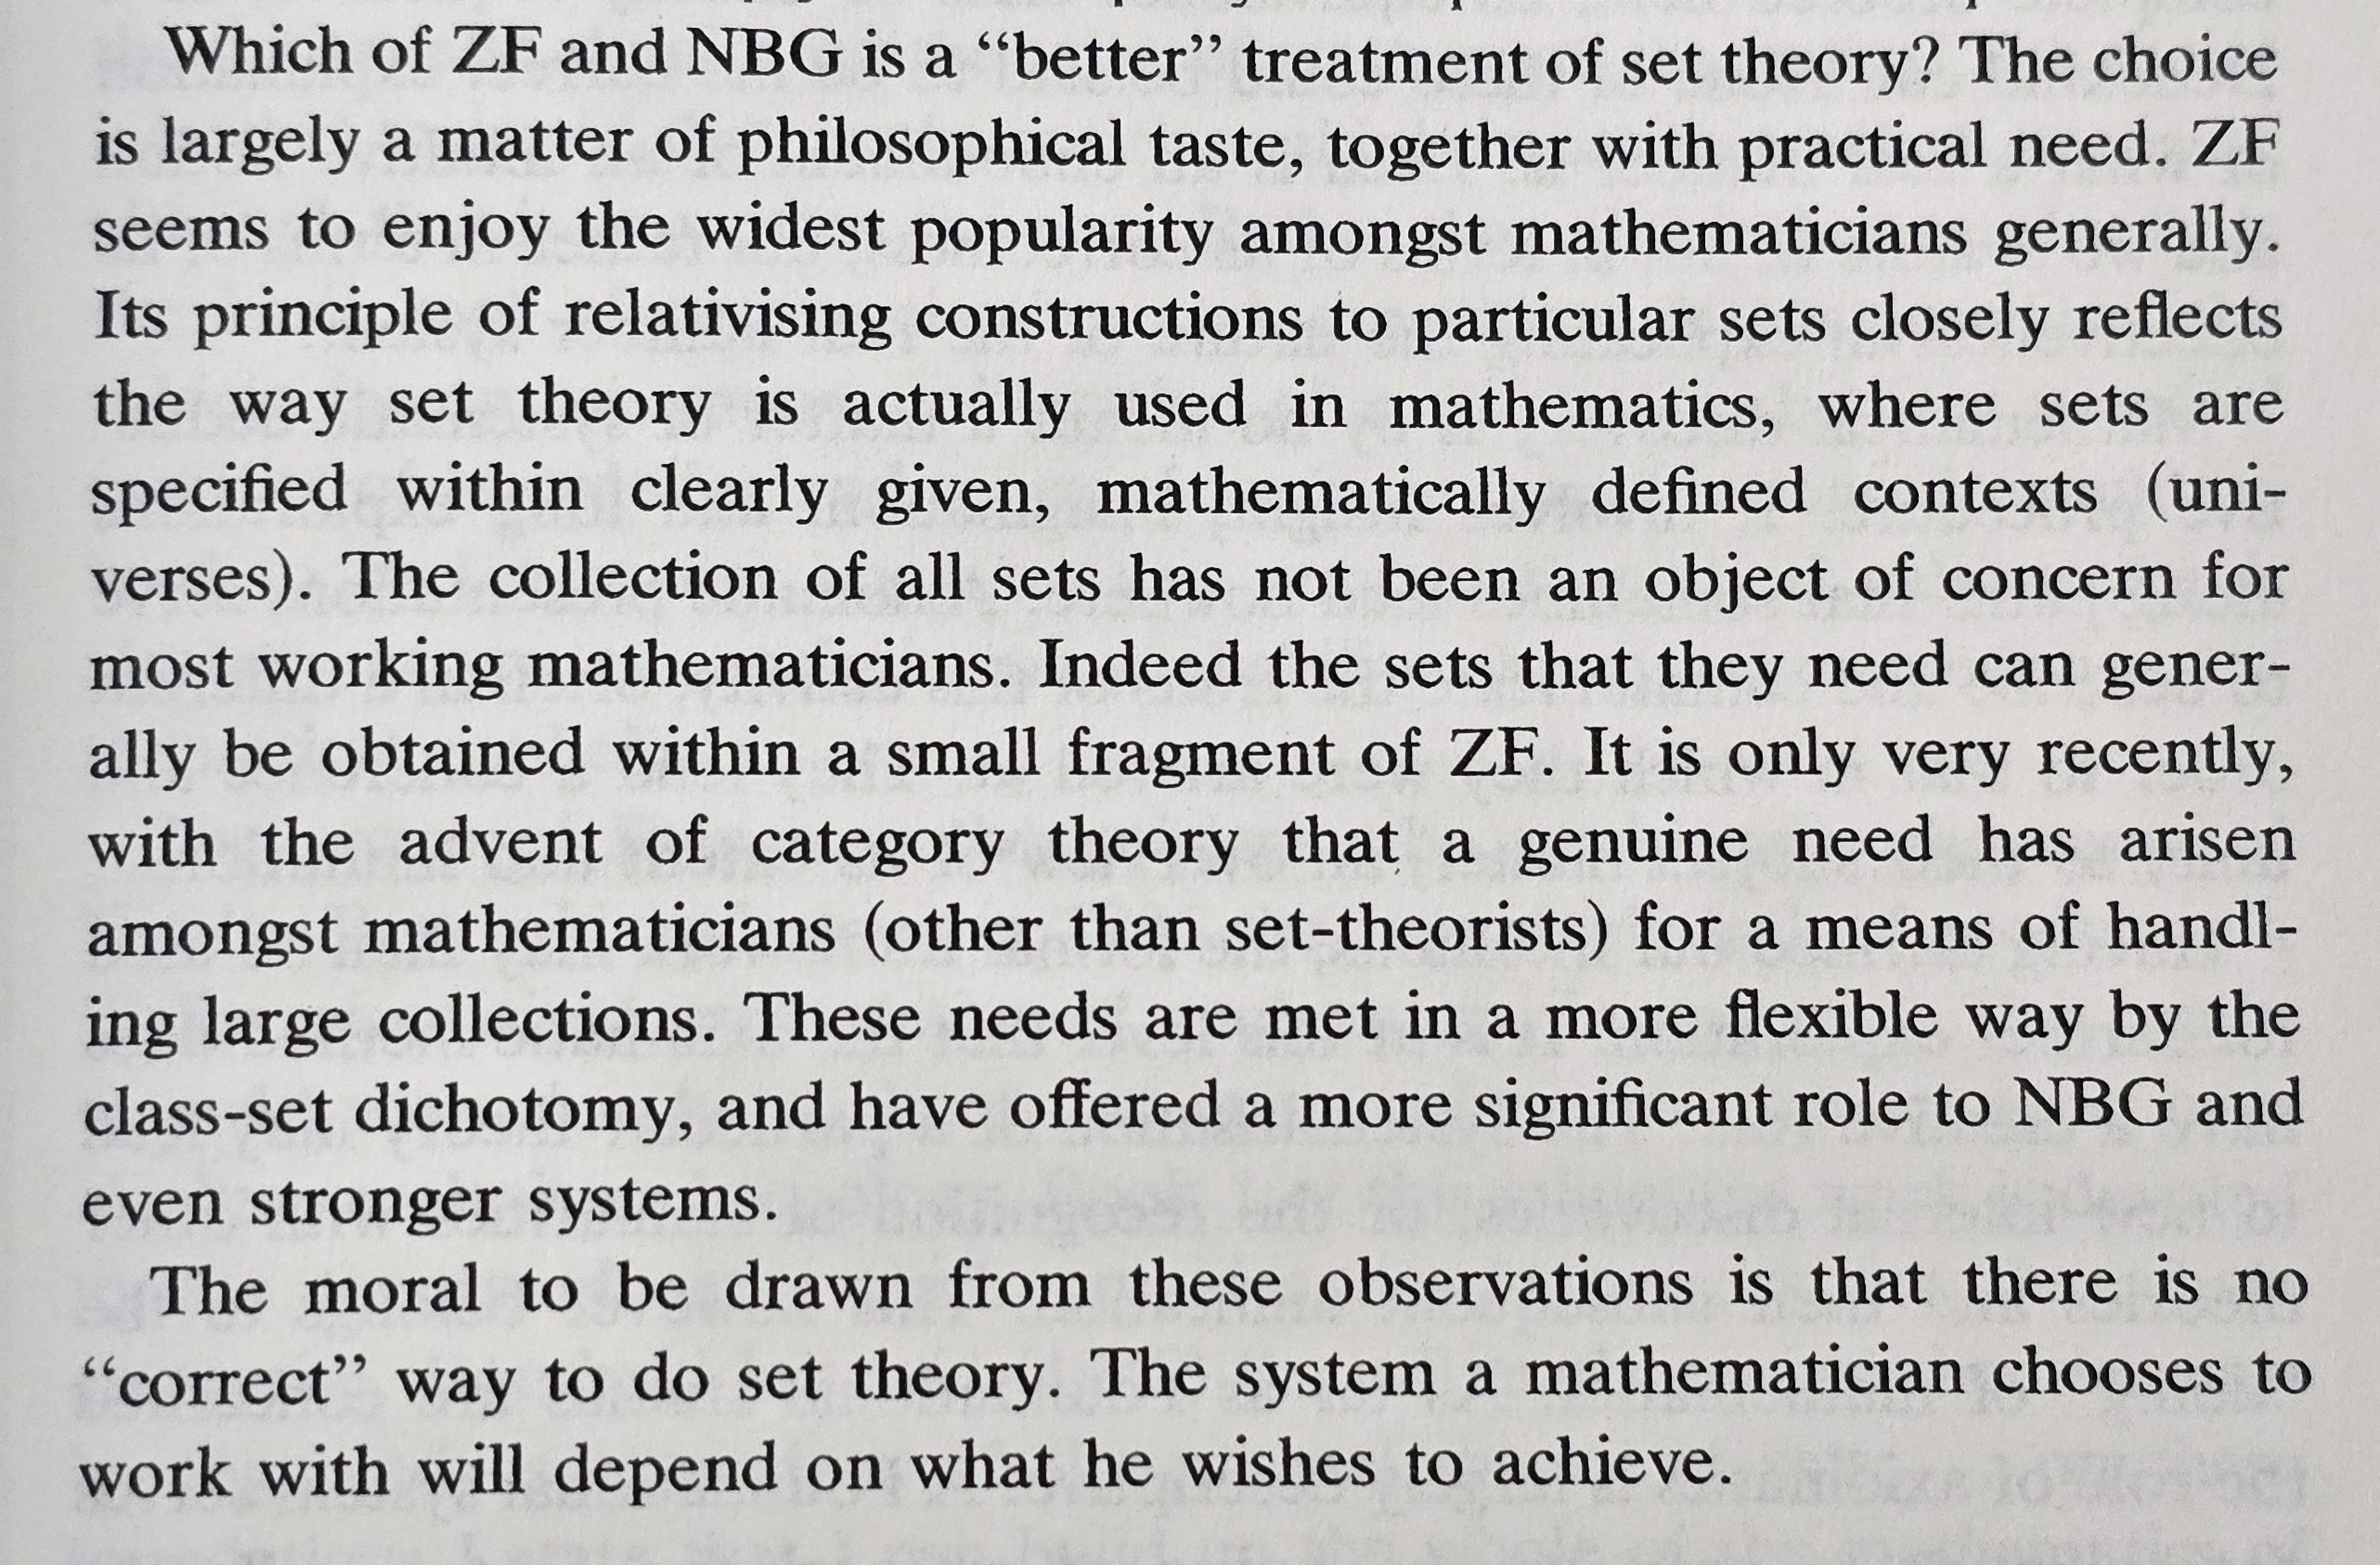 Which of ZF and NBG is a “better” treatment of set theory? The choice
is largely a matter of philosophical taste, together with practical need. ZF
seems to enjoy the widest popularity amongst mathematicians generally.
Its principle of relativising constructions to particular sets closely reflects
the way set theory is actually used in mathematics, where sets are
specified within clearly given, mathematically defined contexts (uni-
verses). The collection of all sets has not been an object of concern for
most working mathematicians. Indeed the sets that they need can gener-
ally be obtained within a small fragment of ZF. It is only very recently,
with the advent of category theory that a genuine need has arisen
amongst mathematicians (other than set-theorists) for a means of handl-
ing large collections. These needs are met in a more flexible way by the
class-set dichotomy, and have offered a more significant role to NBG and
even stronger systems.
The moral to be drawn from these observations is that there is no
“correct” way to do set theory. The system a mathematician chooses to
work with will depend on what he wishes to achieve.